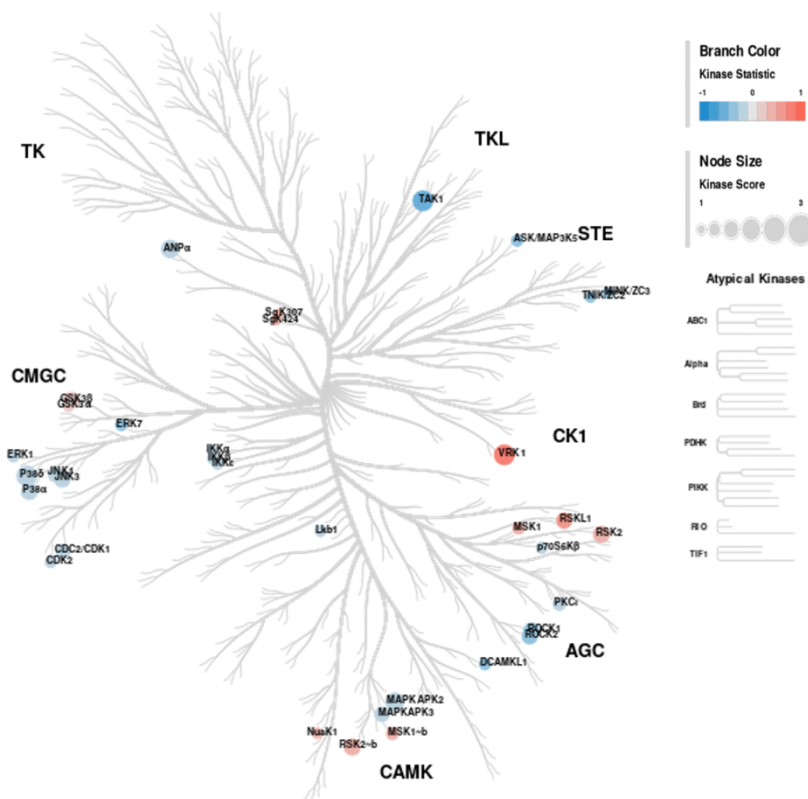 Branch Color
Kinase Statistic
-1 0 1
TK
TKL
Node Size
Kinase Score
1 3
TAK1
ASK/MAP3K5
STE
ANPα
Atypical Kinases
MINK/ZC3
TNIK/ZC2
SgK307
SgK424
ABC1
Alpha
CMGC
GSK3β
GSK3α
Brd
ERK7
CK1
PDHK
ERK1
IKKα
IKKε
VRK1
P38δ
JNK1
JNK3
P38α
PIKK
RSKL1
MSK1
RSK2
RIO
Lkb1
p70S6Kβ
CDC2/CDK1
CDK2
TIF1
PKCι
ROCK1
ROCK2
AGC
DCAMKL1
MAPKAPK2
MAPKAPK3
NuaK1
MSK1~b
RSK2~b
CAMK